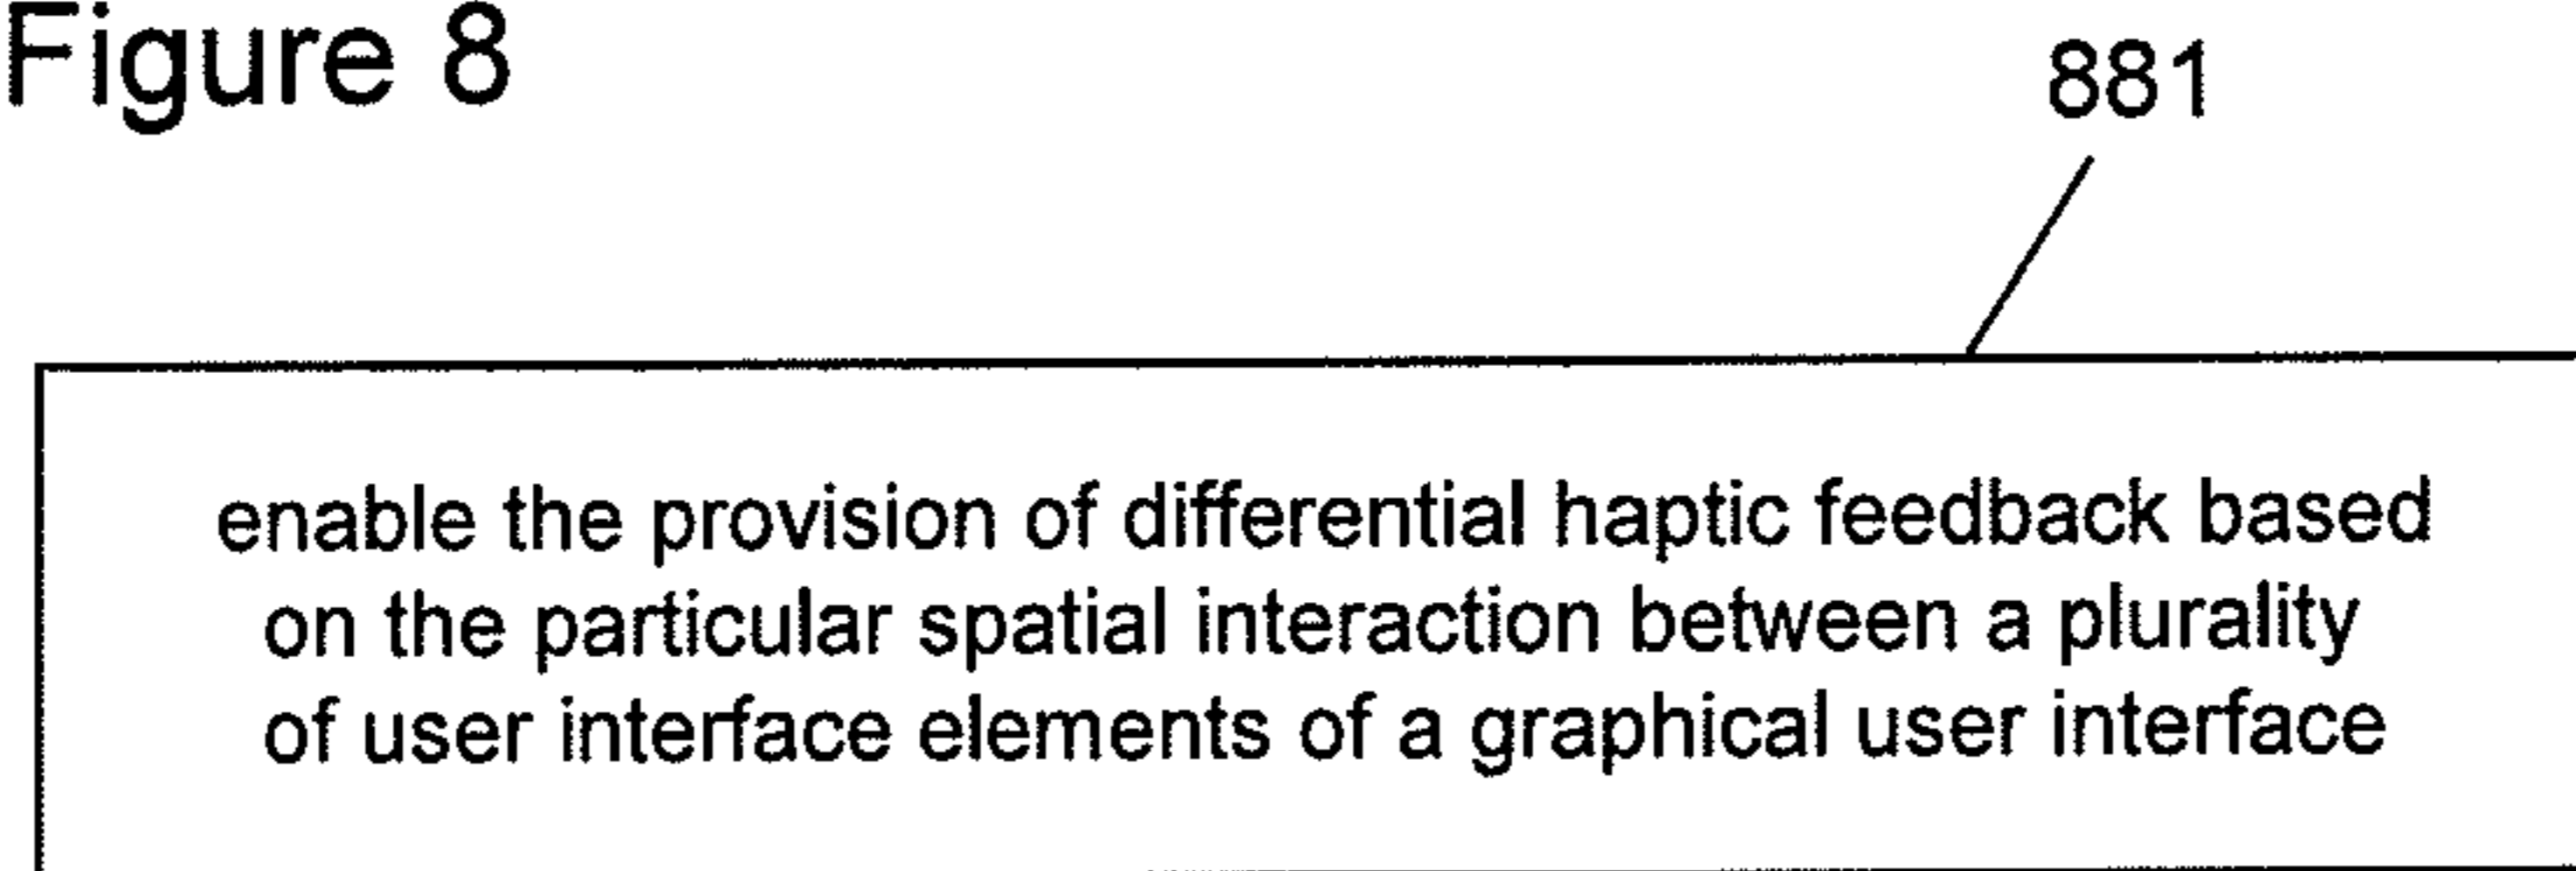 Figure 8
881
enable the provision of differential haptic feedback based
on the particular spatial interaction between a plurality
of user interface elements of a graphical user interface